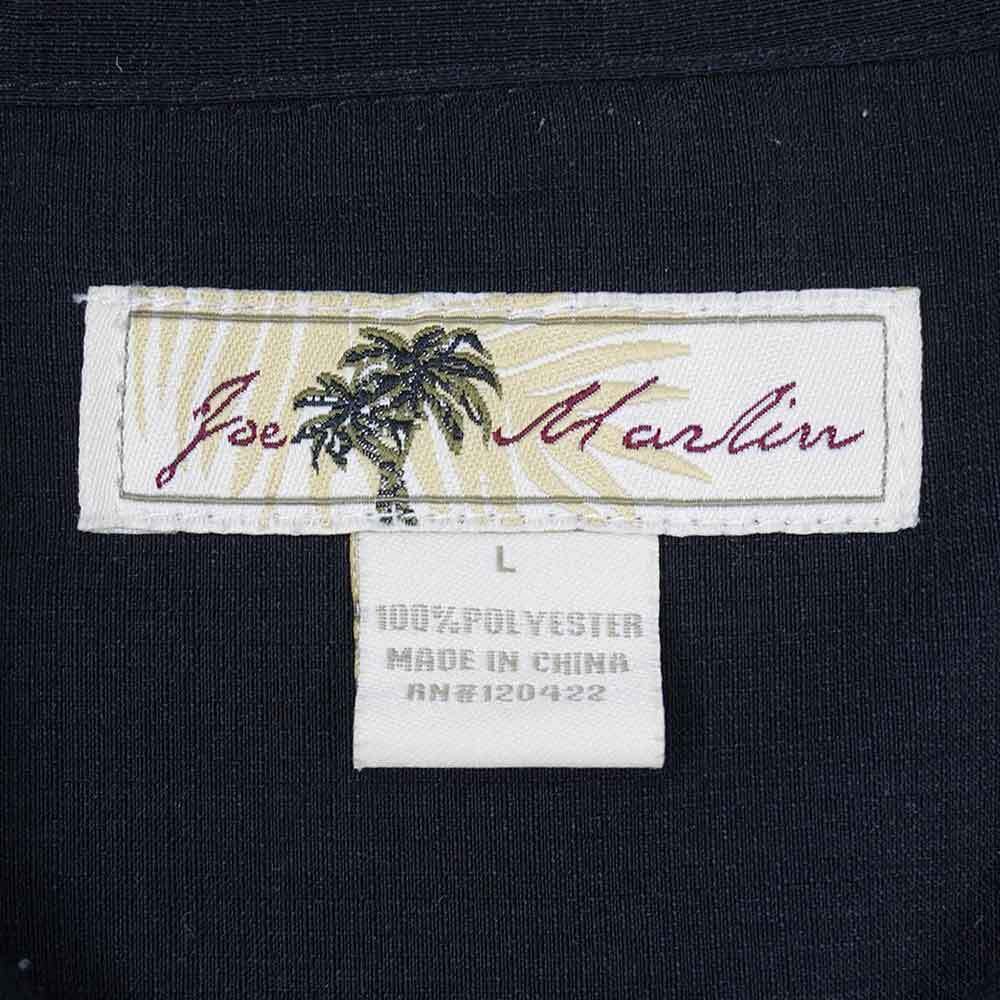 Joe Marlin
L
100% POLYESTER
MADE IN CHINA
RN#120422